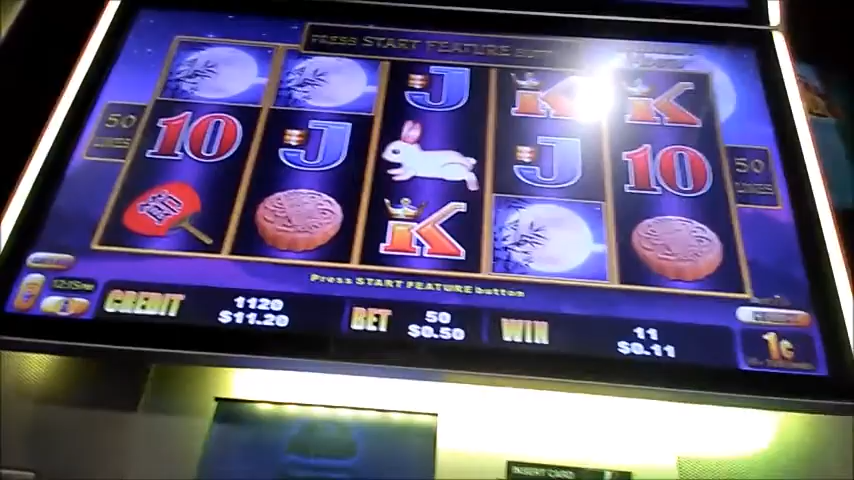 PRESS START FEATURE
J K K
50 LINES 10 J J 10 50 LINES
K
Press START FEATURE button
CREDIT 1120 BET 50 WIN 11
$11.20 $0.50 $0.11
1¢
INSERT CARD